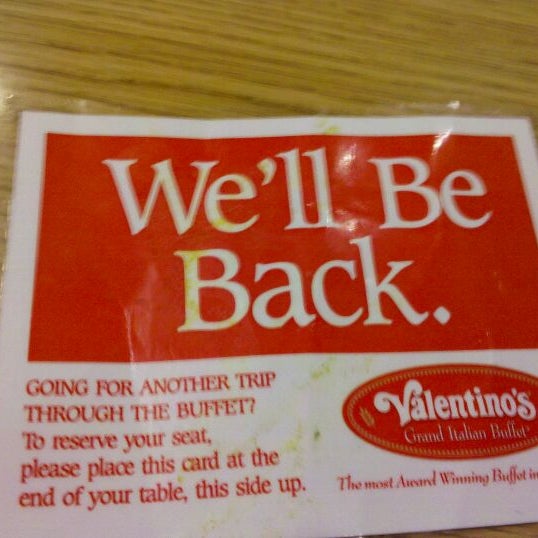 We'll Be
Back.
GOING FOR ANOTHER TRIP
THROUGH THE BUFFET?
To reserve your seat,
please place this card at the
end of your table, this side up.
Valentino's
Grand Italian Buffet
The most Award Winning Buffet in